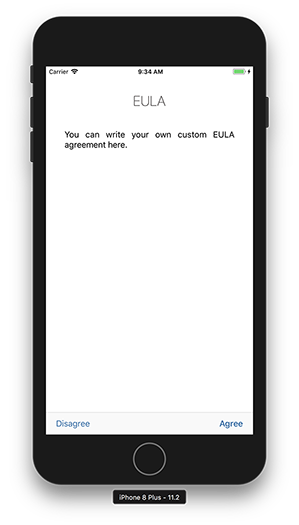 Carrier 9:34 AM
EULA
You can write your own custom EULA
agreement here.
Disagree Agree
iPhone 8 Plus - 11.2